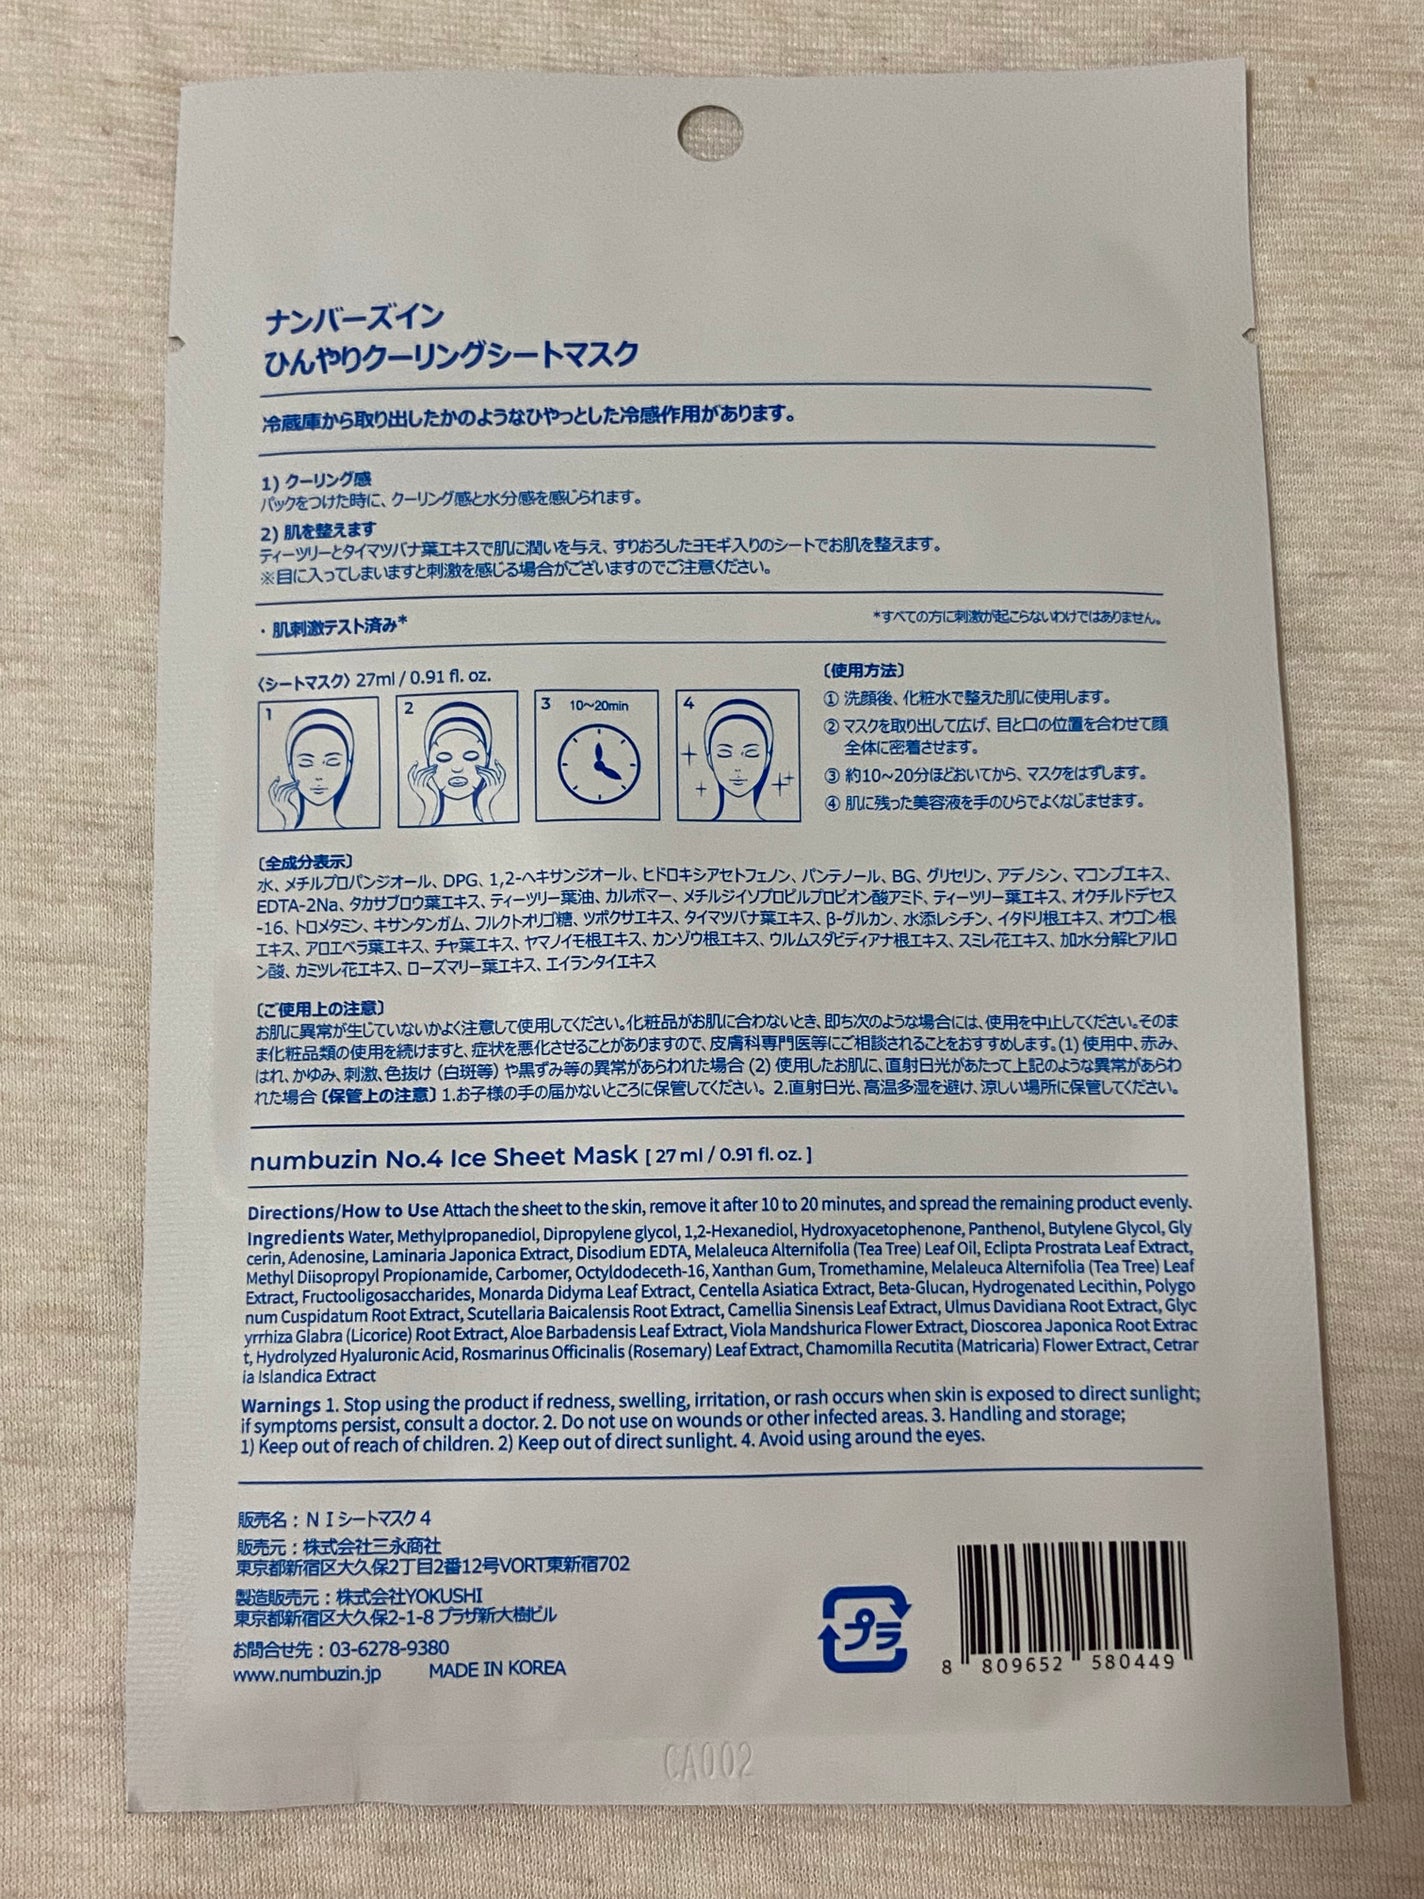 ナンバーズイン
ひんやりクーリングシートマスク
冷蔵庫から取り出したかのようなひやっとした冷感作用があります。
1) クーリング感
パックをつけた時に、クーリング感と水分感を感じられます。
2) 肌を整えます
ティーツリーとタイマツバナ葉エキスで肌に潤いを与え、すりおろしたヨモギ入りのシートでお肌を整えます。
※目に入ってしまいますと刺激を感じる場合がございますのでご注意ください。
・肌刺激テスト済み*
*すべての方に刺激が起こらないわけではありません。
〈シートマスク〉 27ml / 0.91 fl. oz.
1
2
3 10~20min
4
〔使用方法〕
① 洗顔後、化粧水で整えた肌に使用します。
② マスクを取り出して広げ、目と口の位置を合わせて顔
全体に密着させます。
③ 約10~20分ほどおいてから、マスクをはずします。
④ 肌に残った美容液を手のひらでよくなじませます。
〔全成分表示〕
水、メチルプロパンジオール、DPG、1,2-ヘキサンジオール、ヒドロキシアセトフェノン、パンテノール、BG、グリセリン、アデノシン、マコンブエキス、
EDTA-2Na、タカサブロウ葉エキス、ティーツリー葉油、カルボマー、メチルジイソプロピルプロピオン酸アミド、ティーツリー葉エキス、オクチルドデセス
-16、トロメタミン、キサンタンガム、フルクトオリゴ糖、ツボクサエキス、タイマツバナ葉エキス、β-グルカン、水添レシチン、イタドリ根エキス、オウゴン根
エキス、アロエベラ葉エキス、チャ葉エキス、ヤマノイモ根エキス、カンゾウ根エキス、ウルムスダビディアナ根エキス、スミレ花エキス、加水分解ヒアルロ
ン酸、カミツレ花エキス、ローズマリー葉エキス、エイランタイエキス
〔ご使用上の注意〕
お肌に異常が生じていないかよく注意して使用してください。化粧品がお肌に合わないとき、即ち次のような場合には、使用を中止してください。そのま
ま化粧品類の使用を続けますと、症状を悪化させることがありますので、皮膚科専門医等にご相談されることをおすすめします。(1) 使用中、赤み、
はれ、かゆみ、刺激、色抜け（白斑等）や黒ずみ等の異常があらわれた場合 (2) 使用したお肌に、直射日光があたって上記のような異常があらわ
れた場合〔保管上の注意〕1.お子様の手の届かないところに保管してください。 2.直射日光、高温多湿を避け、涼しい場所に保管してください。
numbuzin No.4 Ice Sheet Mask [ 27 ml / 0.91 fl. oz. ]
Directions/How to Use Attach the sheet to the skin, remove it after 10 to 20 minutes, and spread the remaining product evenly.
Ingredients Water, Methylpropanediol, Dipropylene glycol, 1,2-Hexanediol, Hydroxyacetophenone, Panthenol, Butylene Glycol, Gly
cerin, Adenosine, Laminaria Japonica Extract, Disodium EDTA, Melaleuca Alternifolia (Tea Tree) Leaf Oil, Eclipta Prostrata Leaf Extract,
Methyl Diisopropyl Propionamide, Carbomer, Octyldodeceth-16, Xanthan Gum, Tromethamine, Melaleuca Alternifolia (Tea Tree) Leaf
Extract, Fructooligosaccharides, Monarda Didyma Leaf Extract, Centella Asiatica Extract, Beta-Glucan, Hydrogenated Lecithin, Polygo
num Cuspidatum Root Extract, Scutellaria Baicalensis Root Extract, Camellia Sinensis Leaf Extract, Ulmus Davidiana Root Extract, Glyc
yrrhiza Glabra (Licorice) Root Extract, Aloe Barbadensis Leaf Extract, Viola Mandshurica Flower Extract, Dioscorea Japonica Root Extrac
t, Hydrolyzed Hyaluronic Acid, Rosmarinus Officinalis (Rosemary) Leaf Extract, Chamomilla Recutita (Matricaria) Flower Extract, Cetrar
ia Islandica Extract
Warnings 1. Stop using the product if redness, swelling, irritation, or rash occurs when skin is exposed to direct sunlight;
if symptoms persist, consult a doctor. 2. Do not use on wounds or other infected areas. 3. Handling and storage;
1) Keep out of reach of children. 2) Keep out of direct sunlight. 4. Avoid using around the eyes.
販売名：ＮＩシートマスク４
販売元：株式会社三永商社
東京都新宿区大久保2丁目2番12号VORT東新宿702
製造販売元：株式会社YOKUSHI
東京都新宿区大久保2-1-8 プラザ新大樹ビル
お問合せ先：03-6278-9380
www.numbuzin.jp MADE IN KOREA
プラ
8 809652 580449
CA002